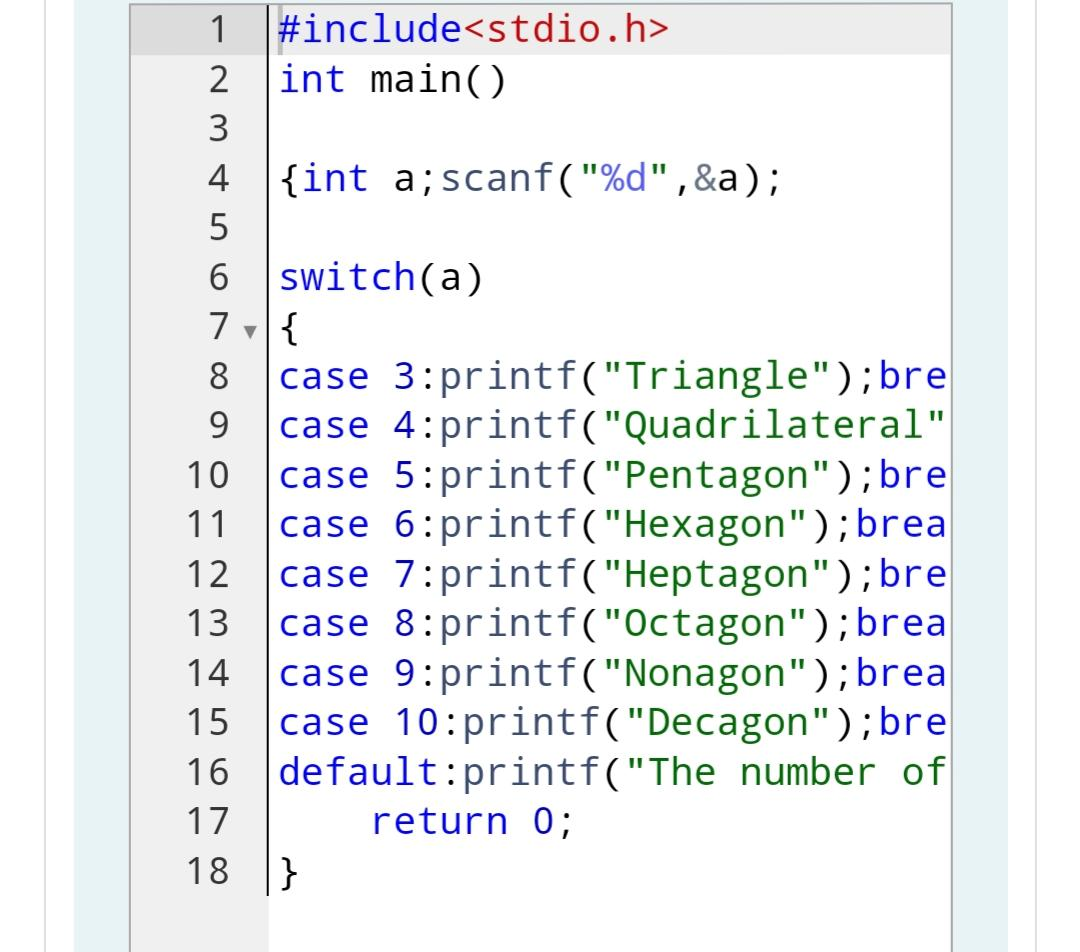 1 #include<stdio.h>
2 int main()
3
4 {int a;scanf("%d",&a);
5
6 switch(a)
7 {
8 case 3:printf("Triangle");bre
9 case 4:printf("Quadrilateral"
10 case 5:printf("Pentagon");bre
11 case 6:printf("Hexagon");brea
12 case 7:printf("Heptagon");bre
13 case 8:printf("Octagon");brea
14 case 9:printf("Nonagon");brea
15 case 10:printf("Decagon");bre
16 default:printf("The number of
17     return 0;
18 }